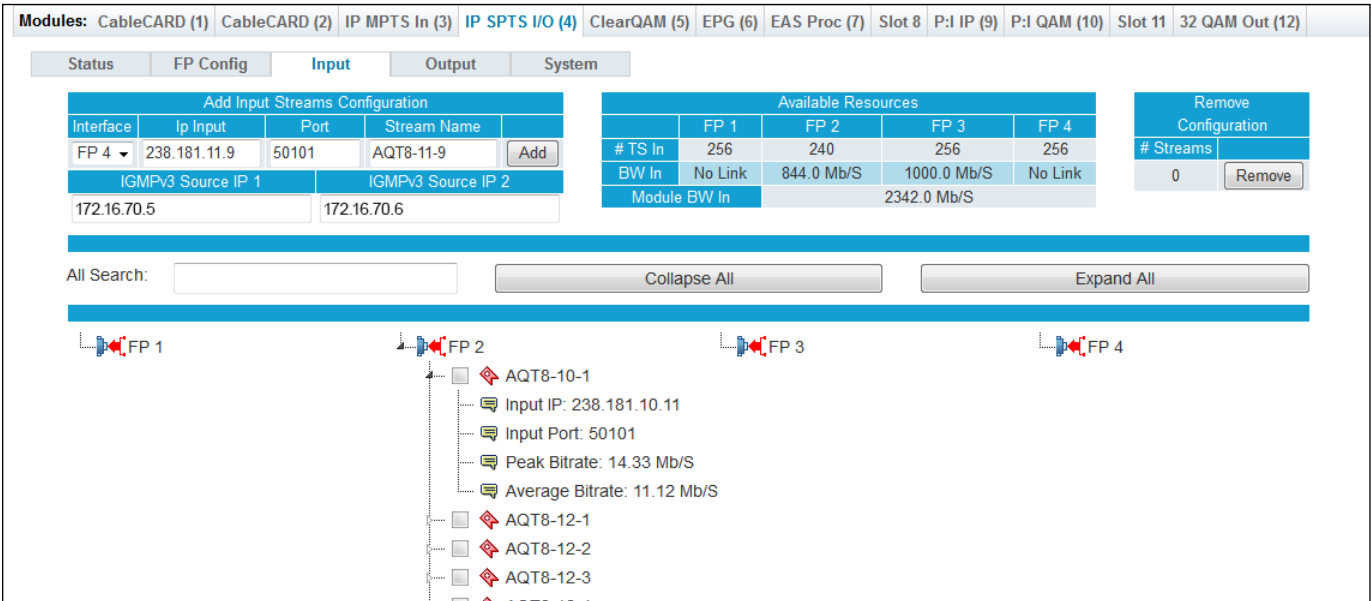 Modules: CableCARD (1) CableCARD (2) IP MPTS In (3) IP SPTS I/O (4) ClearQAM (5) EPG (6) EAS Proc (7) Slot 8 P:I IP (9) P:I QAM (10) Slot 11 32 QAM Out (12)
Status FP Config Input Output System
Add Input Streams Configuration
Interface Ip Input Port Stream Name
FP 4 238.181.11.9 50101 AQT8-11-9 Add
IGMPv3 Source IP 1 IGMPv3 Source IP 2
172.16.70.5 172.16.70.6
Available Resources
FP 1 FP 2 FP 3 FP 4
# TS In 256 240 256 256
BW In No Link 844.0 Mb/S 1000.0 Mb/S No Link
Module BW In 2342.0 Mb/S
Remove
Configuration
# Streams
0 Remove
All Search: Collapse All Expand All
FP 1 FP 2 FP 3 FP 4
AQT8-10-1
Input IP: 238.181.10.11
Input Port: 50101
Peak Bitrate: 14.33 Mb/S
Average Bitrate: 11.12 Mb/S
AQT8-12-1
AQT8-12-2
AQT8-12-3